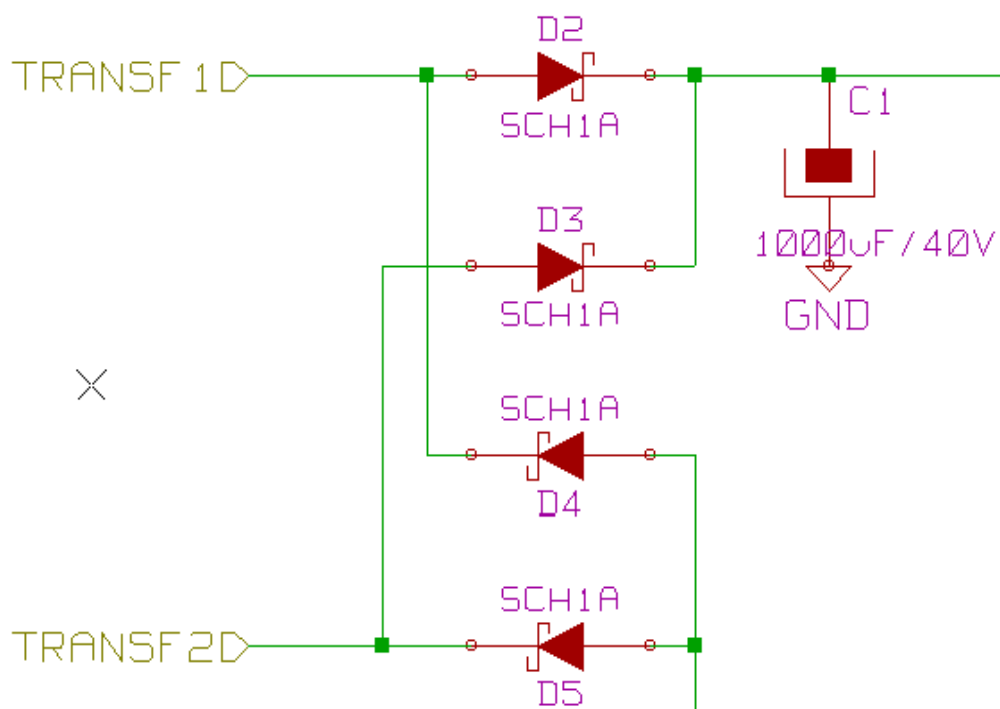 D2
TRANSF1
SCH1A
C1
D3
1000uF/40V
SCH1A
GND
SCH1A
D4
SCH1A
TRANSF2
D5